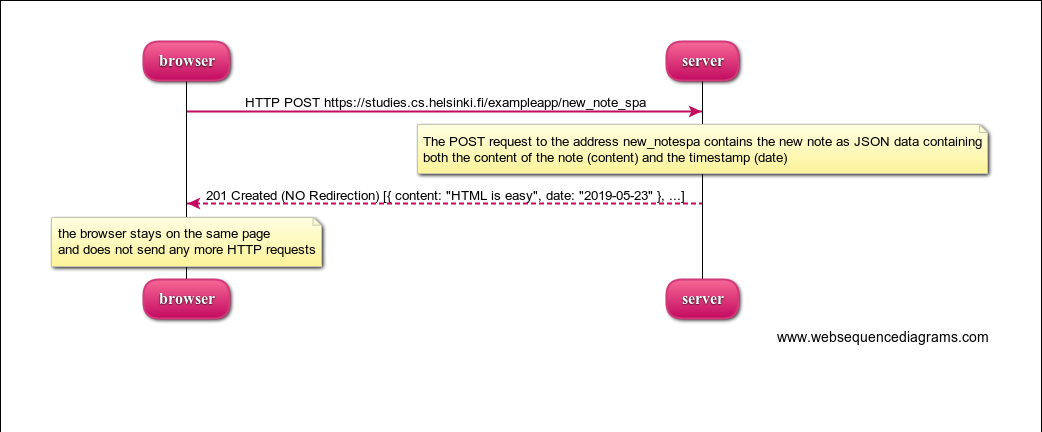 browser
server
HTTP POST https://studies.cs.helsinki.fi/exampleapp/new_note_spa
The POST request to the address new_notespa contains the new note as JSON data containing
both the content of the note (content) and the timestamp (date)
201 Created (NO Redirection) [{ content: "HTML is easy", date: "2019-05-23" }, ...]
the browser stays on the same page
and does not send any more HTTP requests
browser
server
www.websequencediagrams.com